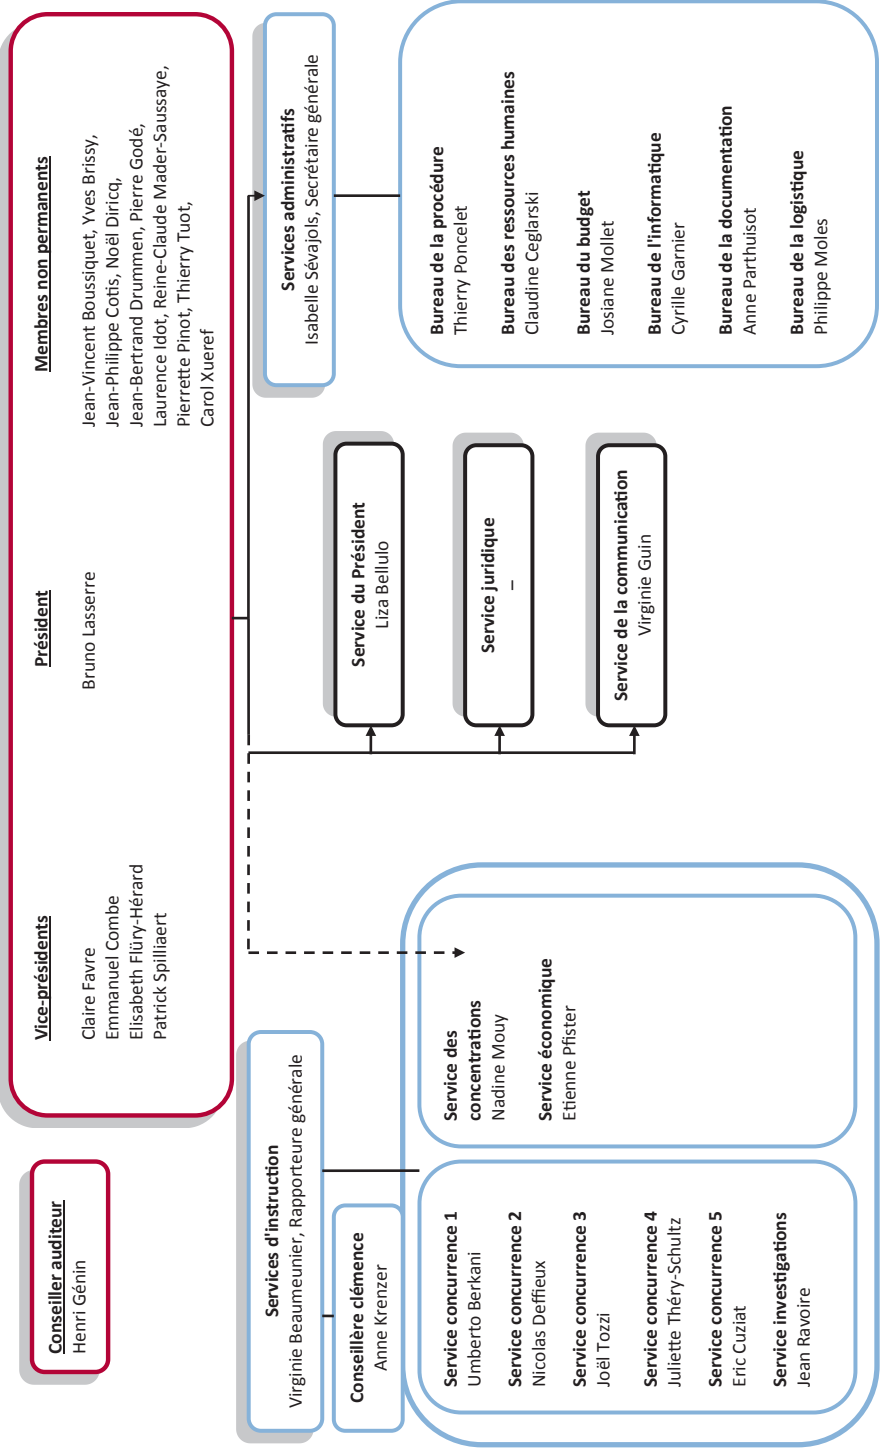 Conseiller auditeur
Henri Génin
Vice-présidents
Claire Favre
Emmanuel Combe
Elisabeth Flüry-Hérard
Patrick Spilliaert
Président
Bruno Lasserre
Membres non permanents
Jean-Vincent Boussiquet, Yves Brissy,
Jean-Philippe Cotis, Noël Diricq,
Jean-Bertrand Drummen, Pierre Godé,
Laurence Idot, Reine-Claude Mader-Saussaye,
Pierrette Pinot, Thierry Tuot,
Carol Xueref
Services d'instruction
Virginie Beaumeunier, Rapporteure générale
Conseillère clémence
Anne Krenzer
Service concurrence 1
Umberto Berkani
Service concurrence 2
Nicolas Deffieux
Service concurrence 3
Joël Tozzi
Service concurrence 4
Juliette Théry-Schultz
Service concurrence 5
Eric Cuziat
Service investigations
Jean Ravoire
Service des
concentrations
Nadine Mouy
Service économique
Etienne Pfister
Service du Président
Liza Bellulo
Service juridique
–
Service de la communication
Virginie Guin
Services administratifs
Isabelle Sévajols, Secrétaire générale
Bureau de la procédure
Thierry Poncelet
Bureau des ressources humaines
Claudine Ceglarski
Bureau du budget
Josiane Mollet
Bureau de l'informatique
Cyrille Garnier
Bureau de la documentation
Anne Parthuisot
Bureau de la logistique
Philippe Moles